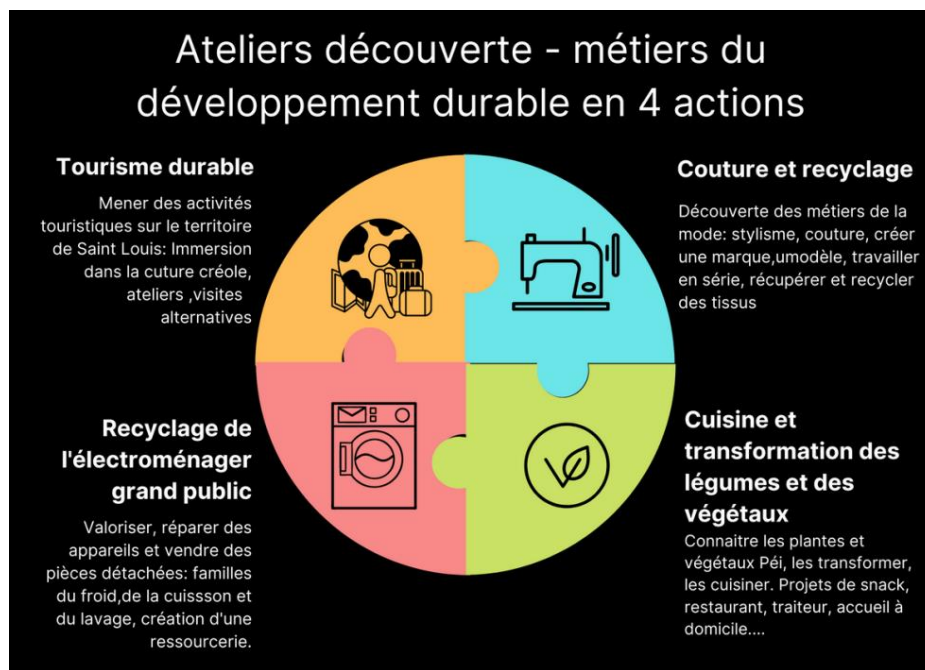 Ateliers découverte - métiers du
développement durable en 4 actions
Tourisme durable
Mener des activités
touristiques sur le territoire
de Saint Louis: Immersion
dans la cuture créole,
ateliers ,visites
alternatives
Couture et recyclage
Découverte des métiers de la
mode: stylisme, couture, créer
une marque,umodèle, travailler
en série, récupérer et recycler
des tissus
Recyclage de
l'électroménager
grand public
Valoriser, réparer des
appareils et vendre des
pièces détachées: familles
du froid,de la cuissson et
du lavage, création d'une
ressourcerie.
Cuisine et
transformation des
légumes et des
végétaux
Connaitre les plantes et
végétaux Péi, les transformer,
les cuisiner. Projets de snack,
restaurant, traiteur, accueil à
domicile....